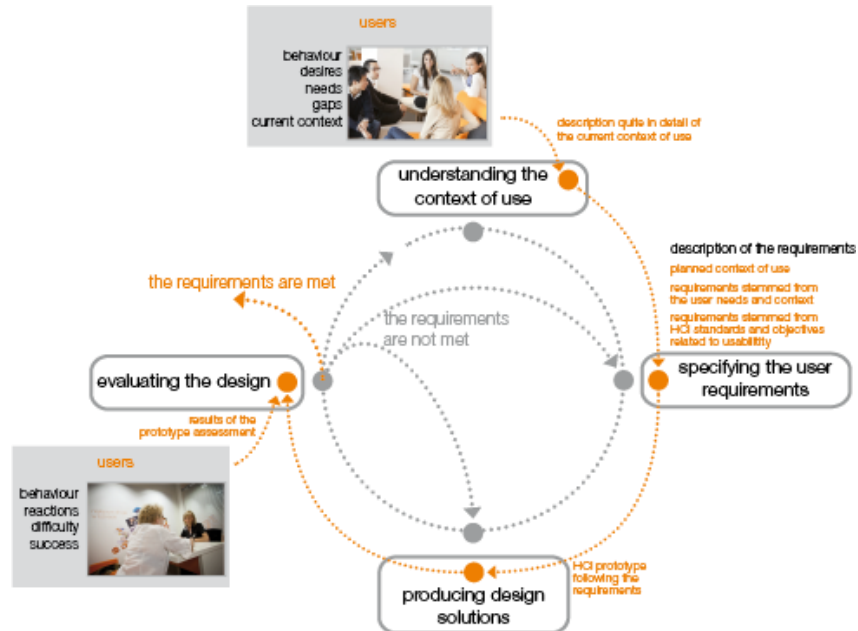 users
behaviour
desires
needs
gaps
current context
description quite in detail of
the current context of use
understanding the
context of use
description of the requirements
planned context of use
requirements stemmed from
the user needs and context
requirements stemmed from
HCI standards and objectives
related to usabilitity
the requirements are met
the requirements
are not met
evaluating the design
specifying the user
requirements
results of the
prototype assessment
users
behaviour
reactions
difficulty
success
HCI prototype
following the
requirements
producing design
solutions